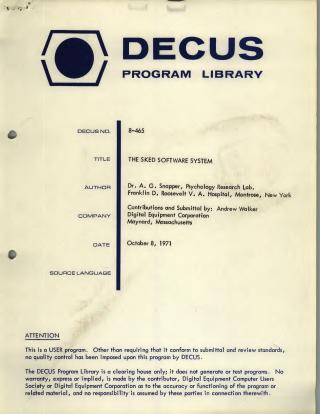 DECUS
PROGRAM LIBRARY
DECUS NO. 8-465
TITLE THE SKED SOFTWARE SYSTEM
AUTHOR Dr. A. G. Snapper, Psychology Research Lab.
Franklin D. Roosevelt V. A. Hospital, Montrose, New York
Contributions and Submittal by: Andrew Walker
COMPANY Digital Equipment Corporation
Maynard, Massachusetts
DATE October 8, 1971
SOURCE LANGUAGE
ATTENTION
This is a USER program. Other than requiring that it conform to submittal and review standards,
no quality control has been imposed upon this program by DECUS.
The DECUS Program Library is a clearing house only; it does not generate or test programs. No
warranty, express or implied, is made by the contributor, Digital Equipment Computer Users
Society or Digital Equipment Corporation as to the accuracy or functioning of the program or
related material, and no responsibility is assumed by these parties in connection therewith.